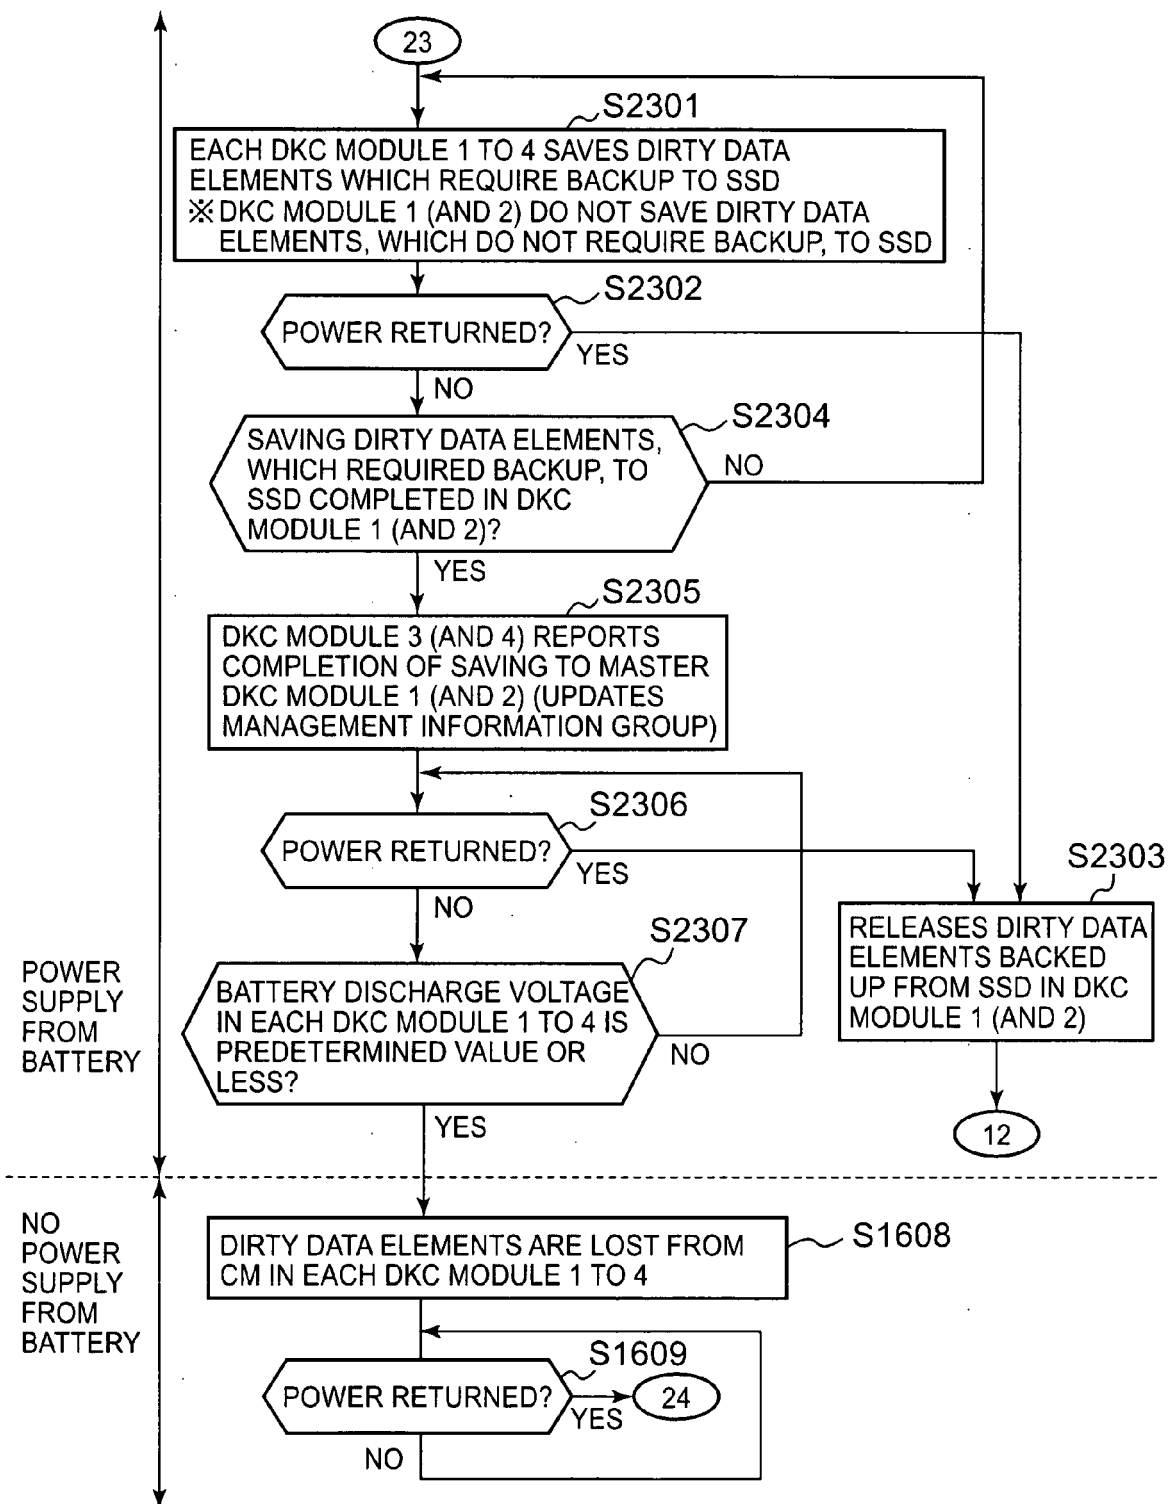 23
S2301
EACH DKC MODULE 1 TO 4 SAVES DIRTY DATA
ELEMENTS WHICH REQUIRE BACKUP TO SSD
※ DKC MODULE 1 (AND 2) DO NOT SAVE DIRTY DATA
ELEMENTS, WHICH DO NOT REQUIRE BACKUP, TO SSD
S2302
POWER RETURNED?
YES
NO
S2304
SAVING DIRTY DATA ELEMENTS,
WHICH REQUIRED BACKUP, TO
SSD COMPLETED IN DKC
MODULE 1 (AND 2)?
NO
YES
S2305
DKC MODULE 3 (AND 4) REPORTS
COMPLETION OF SAVING TO MASTER
DKC MODULE 1 (AND 2) (UPDATES
MANAGEMENT INFORMATION GROUP)
S2306
POWER RETURNED?
YES
NO
S2303
RELEASES DIRTY DATA
ELEMENTS BACKED
UP FROM SSD IN DKC
MODULE 1 (AND 2)
12
S2307
BATTERY DISCHARGE VOLTAGE
IN EACH DKC MODULE 1 TO 4 IS
PREDETERMINED VALUE OR
LESS?
NO
YES
POWER
SUPPLY
FROM
BATTERY
NO
POWER
SUPPLY
FROM
BATTERY
S1608
DIRTY DATA ELEMENTS ARE LOST FROM
CM IN EACH DKC MODULE 1 TO 4
S1609
POWER RETURNED?
YES
24
NO